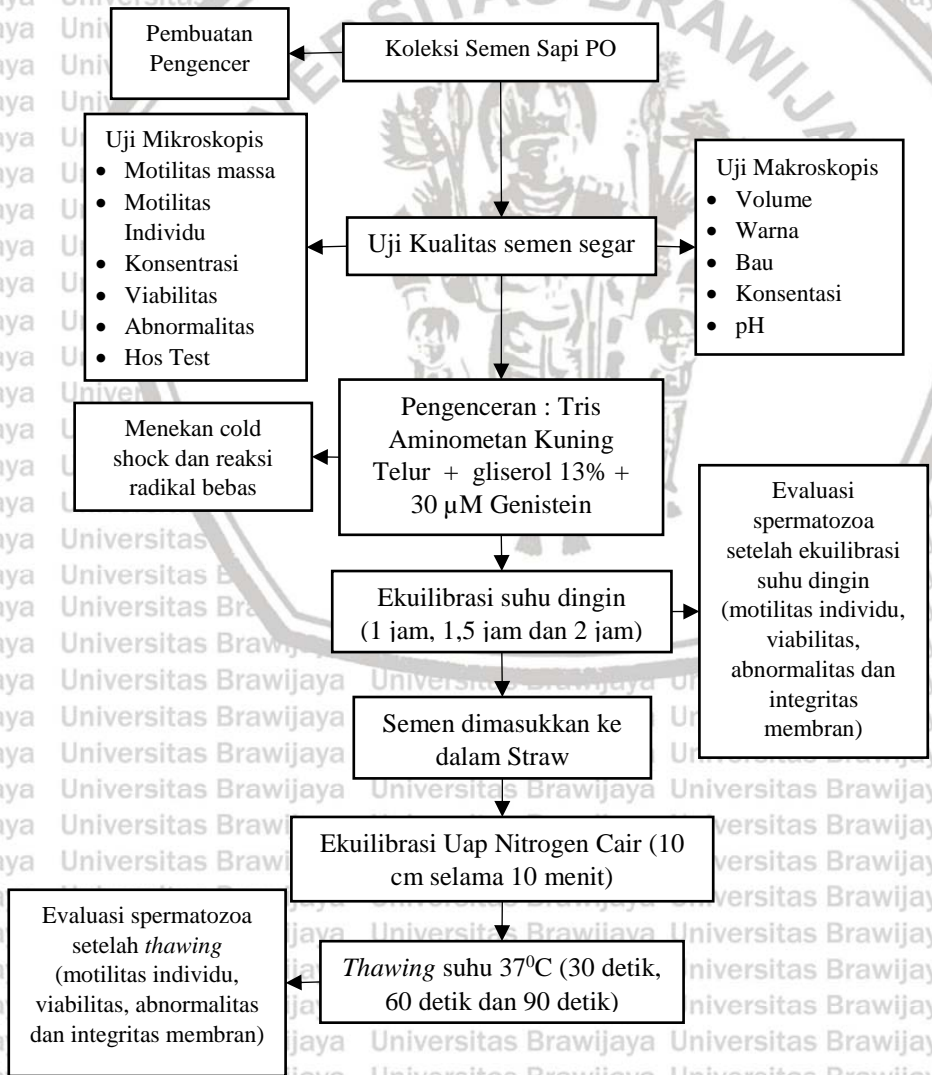 Pembuatan
Pengencer
Koleksi Semen Sapi PO
Uji Mikroskopis
• Motilitas massa
• Motilitas
Individu
• Konsentrasi
• Viabilitas
• Abnormalitas
• Hos Test
Uji Kualitas semen segar
Uji Makroskopis
• Volume
• Warna
• Bau
• Konsentasi
• pH
Menekan cold
shock dan reaksi
radikal bebas
Pengenceran : Tris
Aminometan Kuning
Telur + gliserol 13% +
30 µM Genistein
Ekuilibrasi suhu dingin
(1 jam, 1,5 jam dan 2 jam)
Evaluasi
spermatozoa
setelah ekuilibrasi
suhu dingin
(motilitas individu,
viabilitas,
abnormalitas dan
integritas
membran)
Semen dimasukkan ke
dalam Straw
Ekuilibrasi Uap Nitrogen Cair (10
cm selama 10 menit)
Thawing suhu 37⁰C (30 detik,
60 detik dan 90 detik)
Evaluasi spermatozoa
setelah thawing
(motilitas individu,
viabilitas, abnormalitas
dan integritas membran)